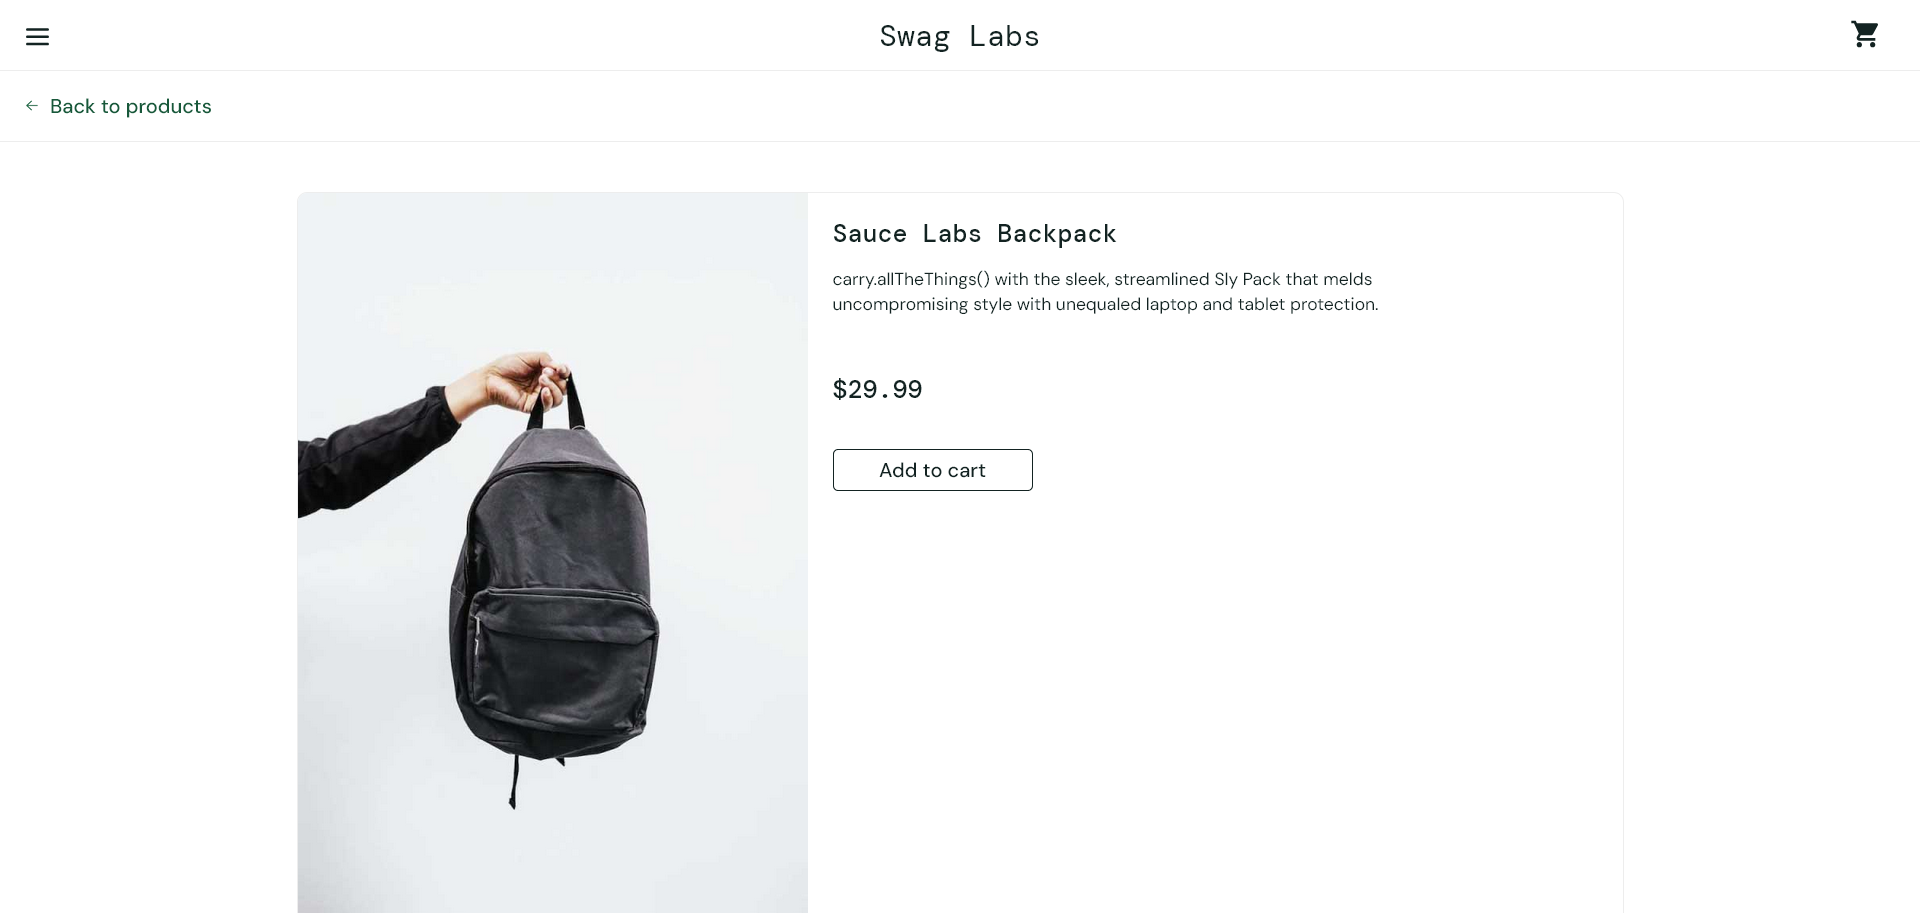 Swag Labs
Back to products
Sauce Labs Backpack
carry.allTheThings() with the sleek, streamlined Sly Pack that melds
uncompromising style with unequaled laptop and tablet protection.
$29.99
Add to cart